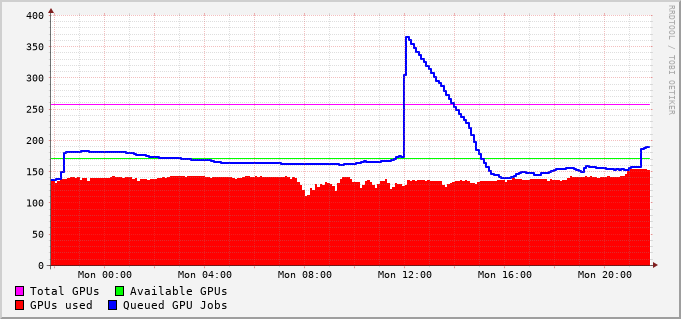 400
350
300
250
200
150
100
50
0
Mon 00:00 Mon 04:00 Mon 08:00 Mon 12:00 Mon 16:00 Mon 20:00
Total GPUs Available GPUs
GPUs used Queued GPU Jobs
RRDTOOL / TOBI OETIKER